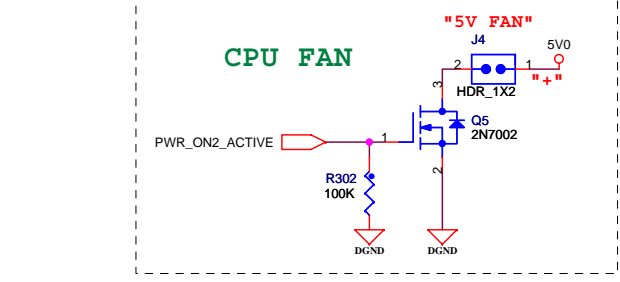 "5V FAN"
J4
5V0
CPU FAN
2
1
"+"
HDR_1X2
3
Q5
2N7002
PWR_ON2_ACTIVE
1
2
R302
100K
DGND
DGND